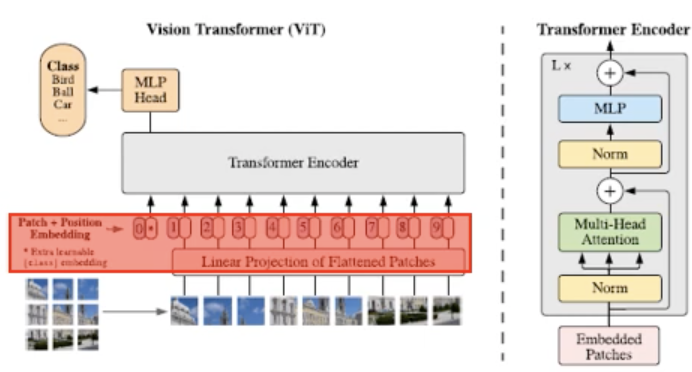 Vision Transformer (ViT)
Class
Bird
Ball
Car
...
MLP
Head
Transformer Encoder
Patch + Position
Embedding
* Extra learnable
[class] embedding
0 * 1 2 3 4 5 6 7 8 9
Linear Projection of Flattened Patches
Transformer Encoder
L x
+
MLP
Norm
+
Multi-Head
Attention
Norm
Embedded
Patches